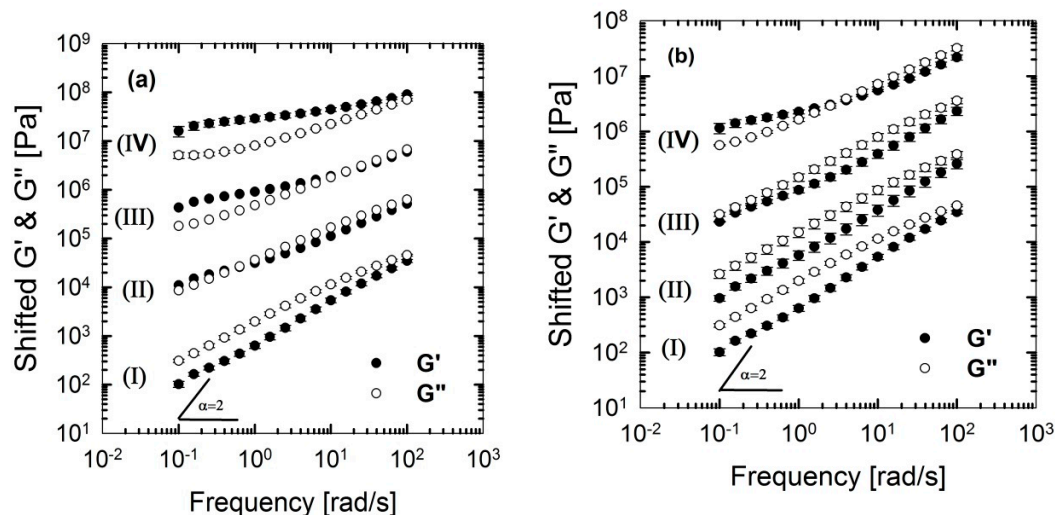 (a)
Shifted G' & G" [Pa]
10⁹
10⁸
10⁷
10⁶
10⁵
10⁴
10³
10²
10¹
(IV)
(III)
(II)
(I)
α=2
G'
G"
10⁻² 10⁻¹ 10⁰ 10¹ 10² 10³
Frequency [rad/s]
(b)
Shifted G' & G" [Pa]
10⁸
10⁷
10⁶
10⁵
10⁴
10³
10²
10¹
(IV)
(III)
(II)
(I)
α=2
G'
G"
10⁻² 10⁻¹ 10⁰ 10¹ 10² 10³
Frequency [rad/s]